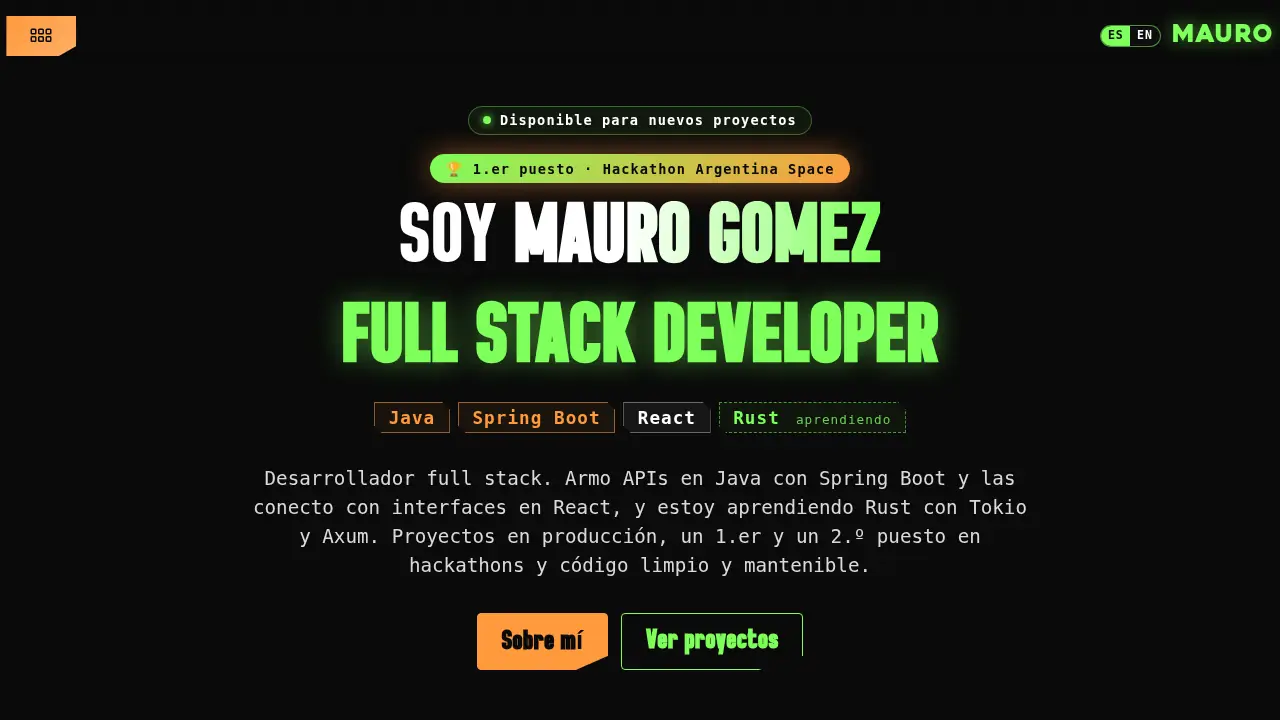 ES EN
MAURO
Disponible para nuevos proyectos
🏆 1.er puesto · Hackathon Argentina Space
SOY MAURO GOMEZ
FULL STACK DEVELOPER
Java
Spring Boot
React
Rust aprendiendo
Desarrollador full stack. Armo APIs en Java con Spring Boot y las
conecto con interfaces en React, y estoy aprendiendo Rust con Tokio
y Axum. Proyectos en producción, un 1.er y un 2.º puesto en
hackathons y código limpio y mantenible.
Sobre mí
Ver proyectos